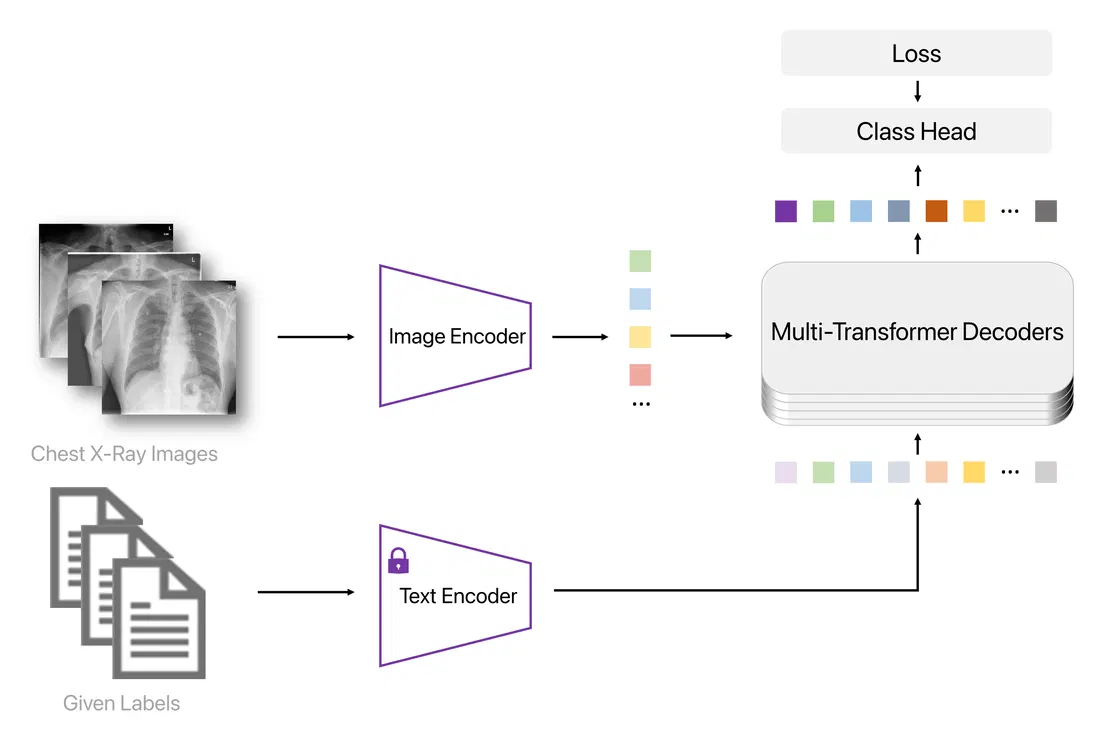 Loss
Class Head
Multi-Transformer Decoders
Image Encoder
Chest X-Ray Images
Text Encoder
Given Labels
L
L